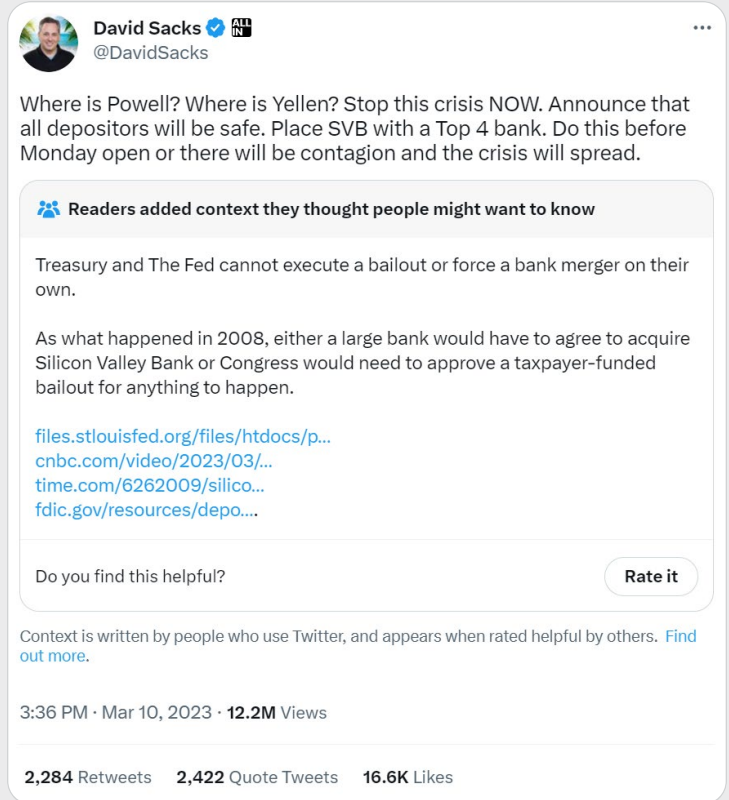 David Sacks ALL IN
@DavidSacks
Where is Powell? Where is Yellen? Stop this crisis NOW. Announce that
all depositors will be safe. Place SVB with a Top 4 bank. Do this before
Monday open or there will be contagion and the crisis will spread.
Readers added context they thought people might want to know
Treasury and The Fed cannot execute a bailout or force a bank merger on their
own.
As what happened in 2008, either a large bank would have to agree to acquire
Silicon Valley Bank or Congress would need to approve a taxpayer-funded
bailout for anything to happen.
files.stlouisfed.org/files/htdocs/p...
cnbc.com/video/2023/03/...
time.com/6262009/silico...
fdic.gov/resources/depo....
Do you find this helpful?
Rate it
Context is written by people who use Twitter, and appears when rated helpful by others. Find
out more.
3:36 PM · Mar 10, 2023 · 12.2M Views
2,284 Retweets 2,422 Quote Tweets 16.6K Likes